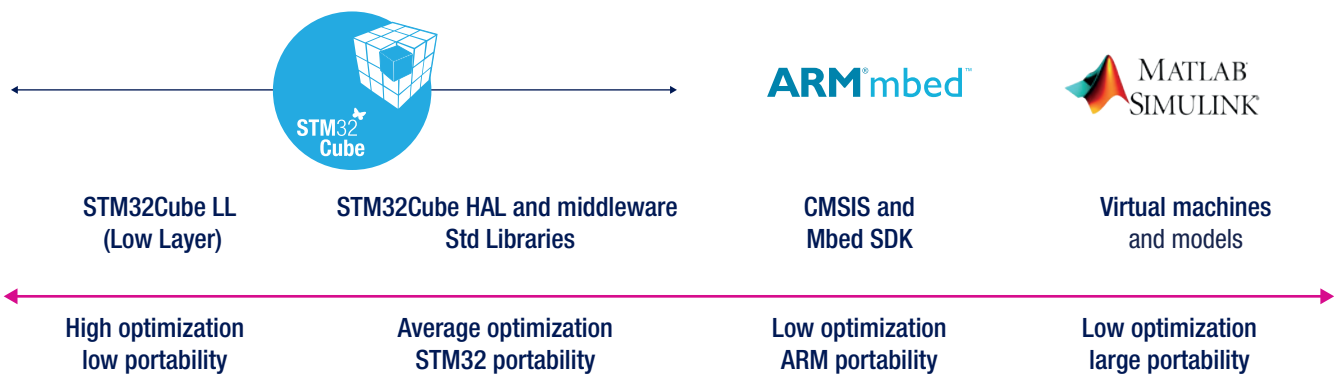 STM32
Cube
ARM®mbed™
MATLAB®
SIMULINK®
STM32Cube LL
(Low Layer)
STM32Cube HAL and middleware
Std Libraries
CMSIS and
Mbed SDK
Virtual machines
and models
High optimization
low portability
Average optimization
STM32 portability
Low optimization
ARM portability
Low optimization
large portability